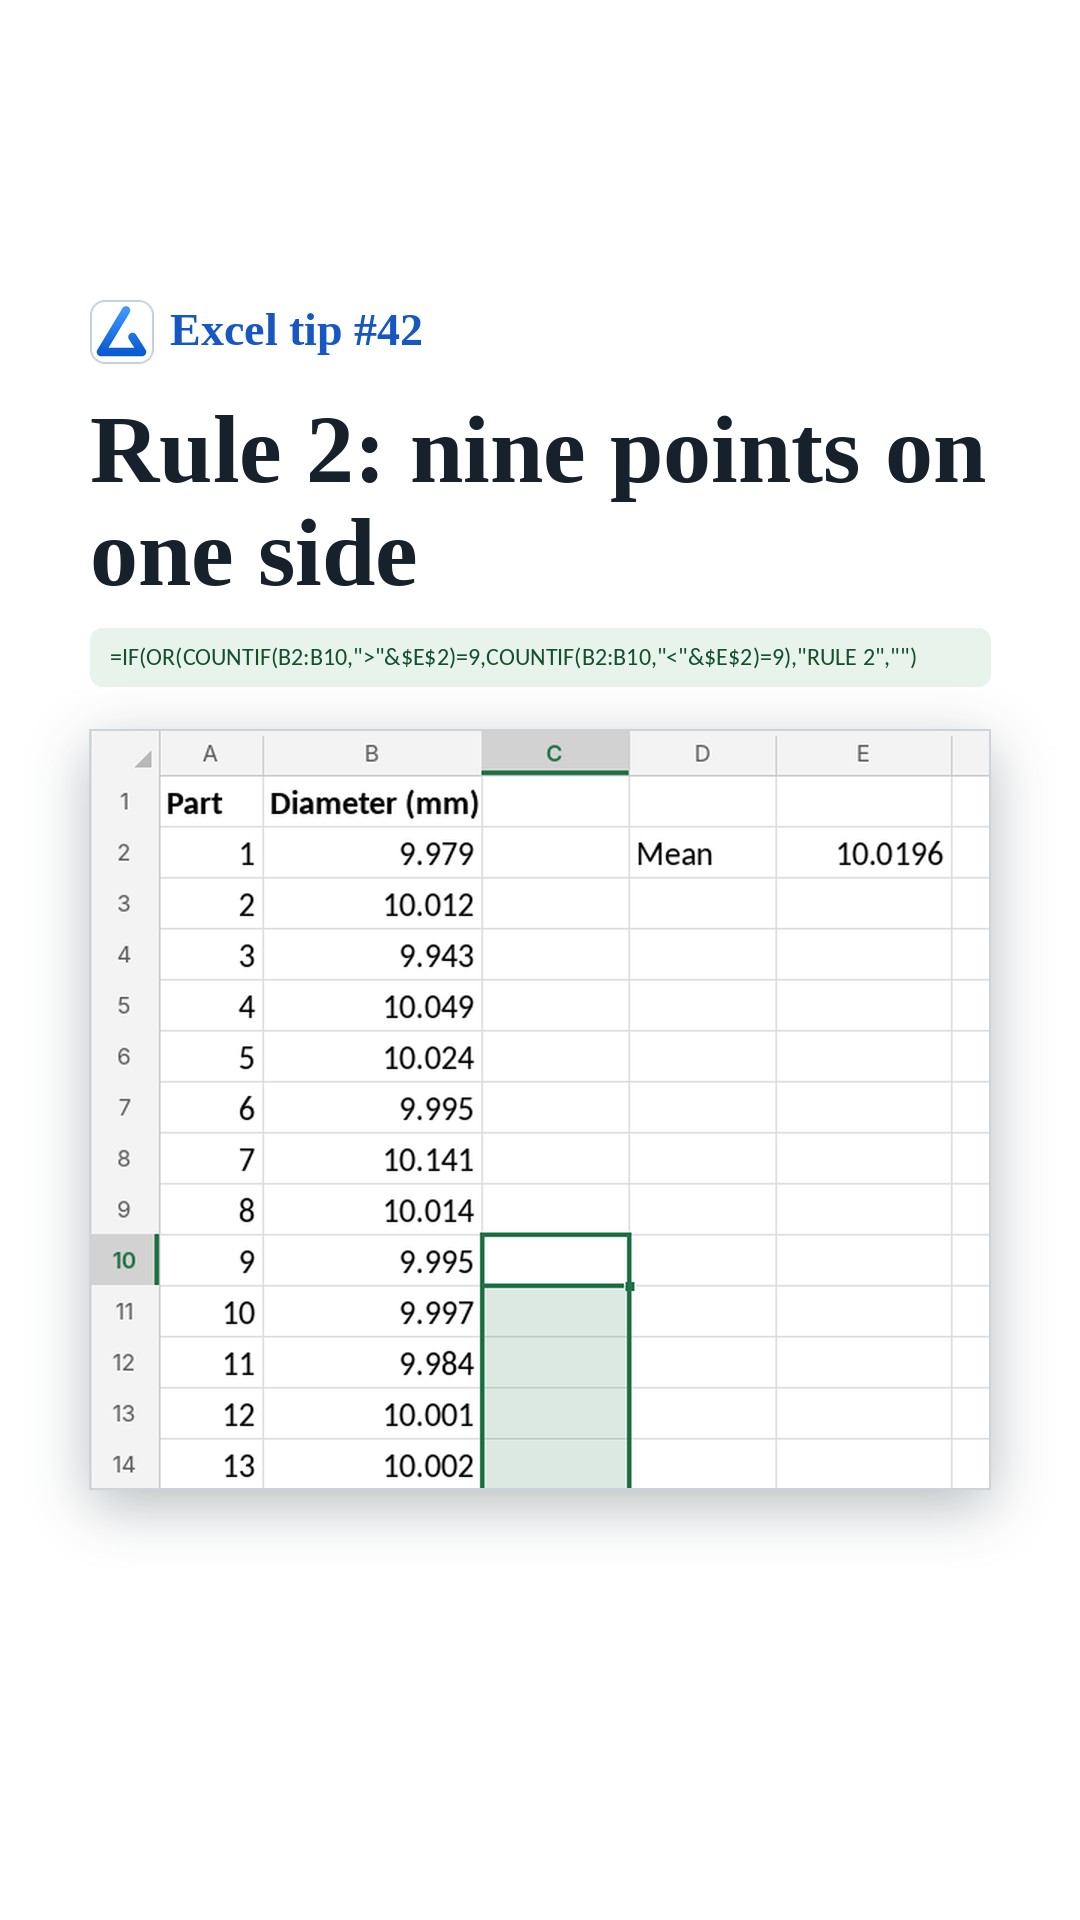 Excel tip #42
Rule 2: nine points on
one side
=IF(OR(COUNTIF(B2:B10,">"&$E$2)=9,COUNTIF(B2:B10,"<"&$E$2)=9),"RULE 2","")
A B C D E
1 Part Diameter (mm)
2 1 9.979 Mean 10.0196
3 2 10.012
4 3 9.943
5 4 10.049
6 5 10.024
7 6 9.995
8 7 10.141
9 8 10.014
10 9 9.995
11 10 9.997
12 11 9.984
13 12 10.001
14 13 10.002